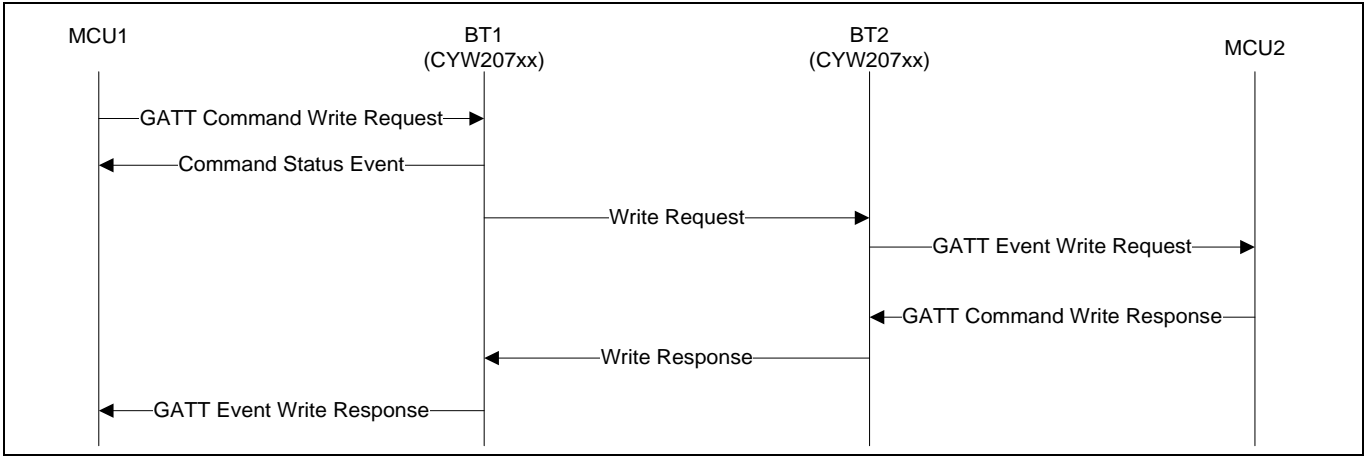 MCU1
BT1
(CYW207xx)
BT2
(CYW207xx)
MCU2
GATT Command Write Request
Command Status Event
Write Request
GATT Event Write Request
GATT Command Write Response
Write Response
GATT Event Write Response